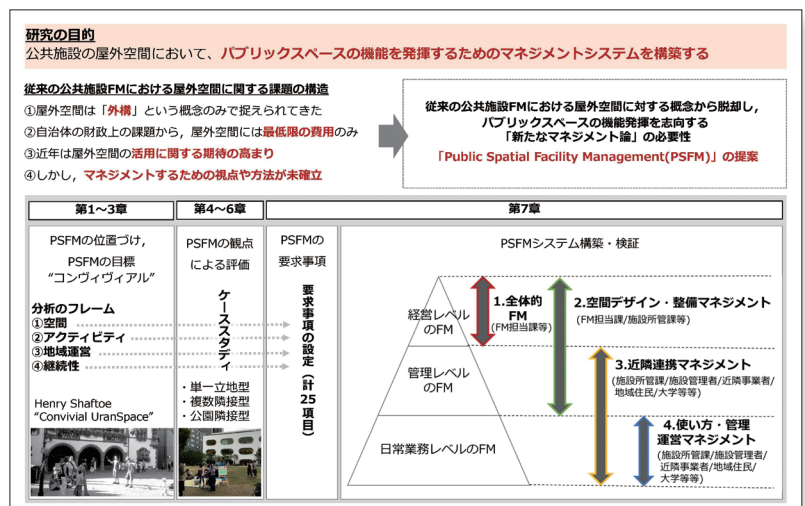 研究の目的
公共施設の屋外空間において、パブリックスペースの機能を発揮するためのマネジメントシステムを構築する
従来の公共施設FMにおける屋外空間に関する課題の構造
①屋外空間は「外構」という概念のみで捉えられてきた
②自治体の財政上の課題から，屋外空間には最低限の費用のみ
③近年は屋外空間の活用に関する期待の高まり
④しかし，マネジメントするための視点や方法が未確立
従来の公共施設FMにおける屋外空間に対する概念から脱却し，
パブリックスペースの機能発揮を志向する
「新たなマネジメント論」の必要性
「Public Spatial Facility Management(PSFM)」の提案
第1～3章
第4～6章
第7章
PSFMの位置づけ，
PSFMの目標
“コンヴィヴィアル”
分析のフレーム
①空間
②アクティビティ
③地域運営
④継続性
Henry Shaftoe
“Convivial UranSpace”
PSFMの観点
による評価
ケーススタディ
・単一立地型
・複数隣接型
・公園隣接型
PSFMの
要求事項
要求事項の設定（計25項目）
PSFMシステム構築・検証
経営レベル
のFM
管理レベル
のFM
日常業務レベルのFM
1.全体的
FM
(FM担当課等)
2.空間デザイン・整備マネジメント
(FM担当課/施設所管課等)
3.近隣連携マネジメント
(施設所管課/施設管理者/近隣事業者/
地域住民/大学等等)
4.使い方・管理
運営マネジメント
(施設所管課/施設管理者/
近隣事業者/地域住民/
大学等等)